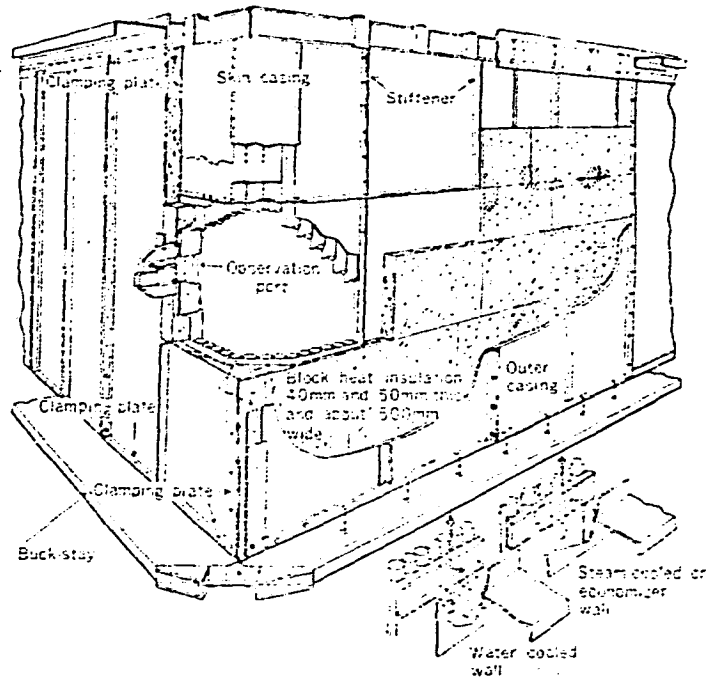 Clamping plate
Skin casing
Stiffener
Observation
port
Block heat insulation
40mm and 50mm thick
and about 500mm
wide
Outer
casing
Clamping plate
Clamping plate
Buck-stay
Steam-cooled or
economizer
wall
Water cooled
wall